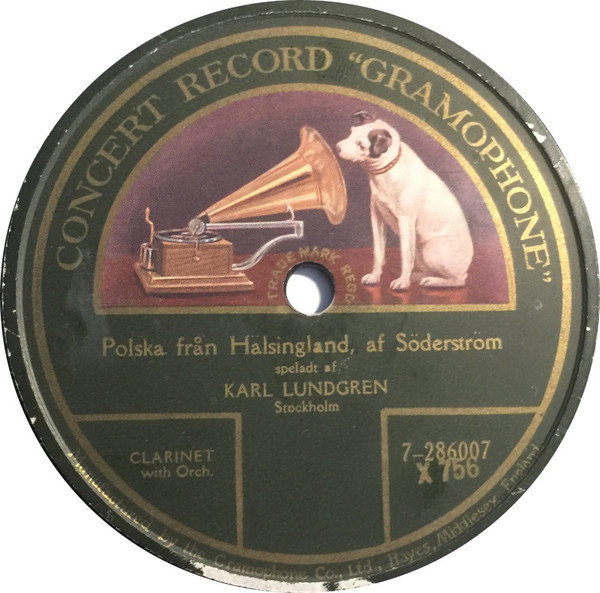 CONCERT RECORD "GRAMOPHONE"
TRADE MARK REGD
Polska från Hälsingland, af Söderström
speladt af
KARL LUNDGREN
Stockholm
CLARINET
with Orch.
7-286007
X 756
Manufactured by the Gramophone Co., Ltd., Hayes, Middlesex, England